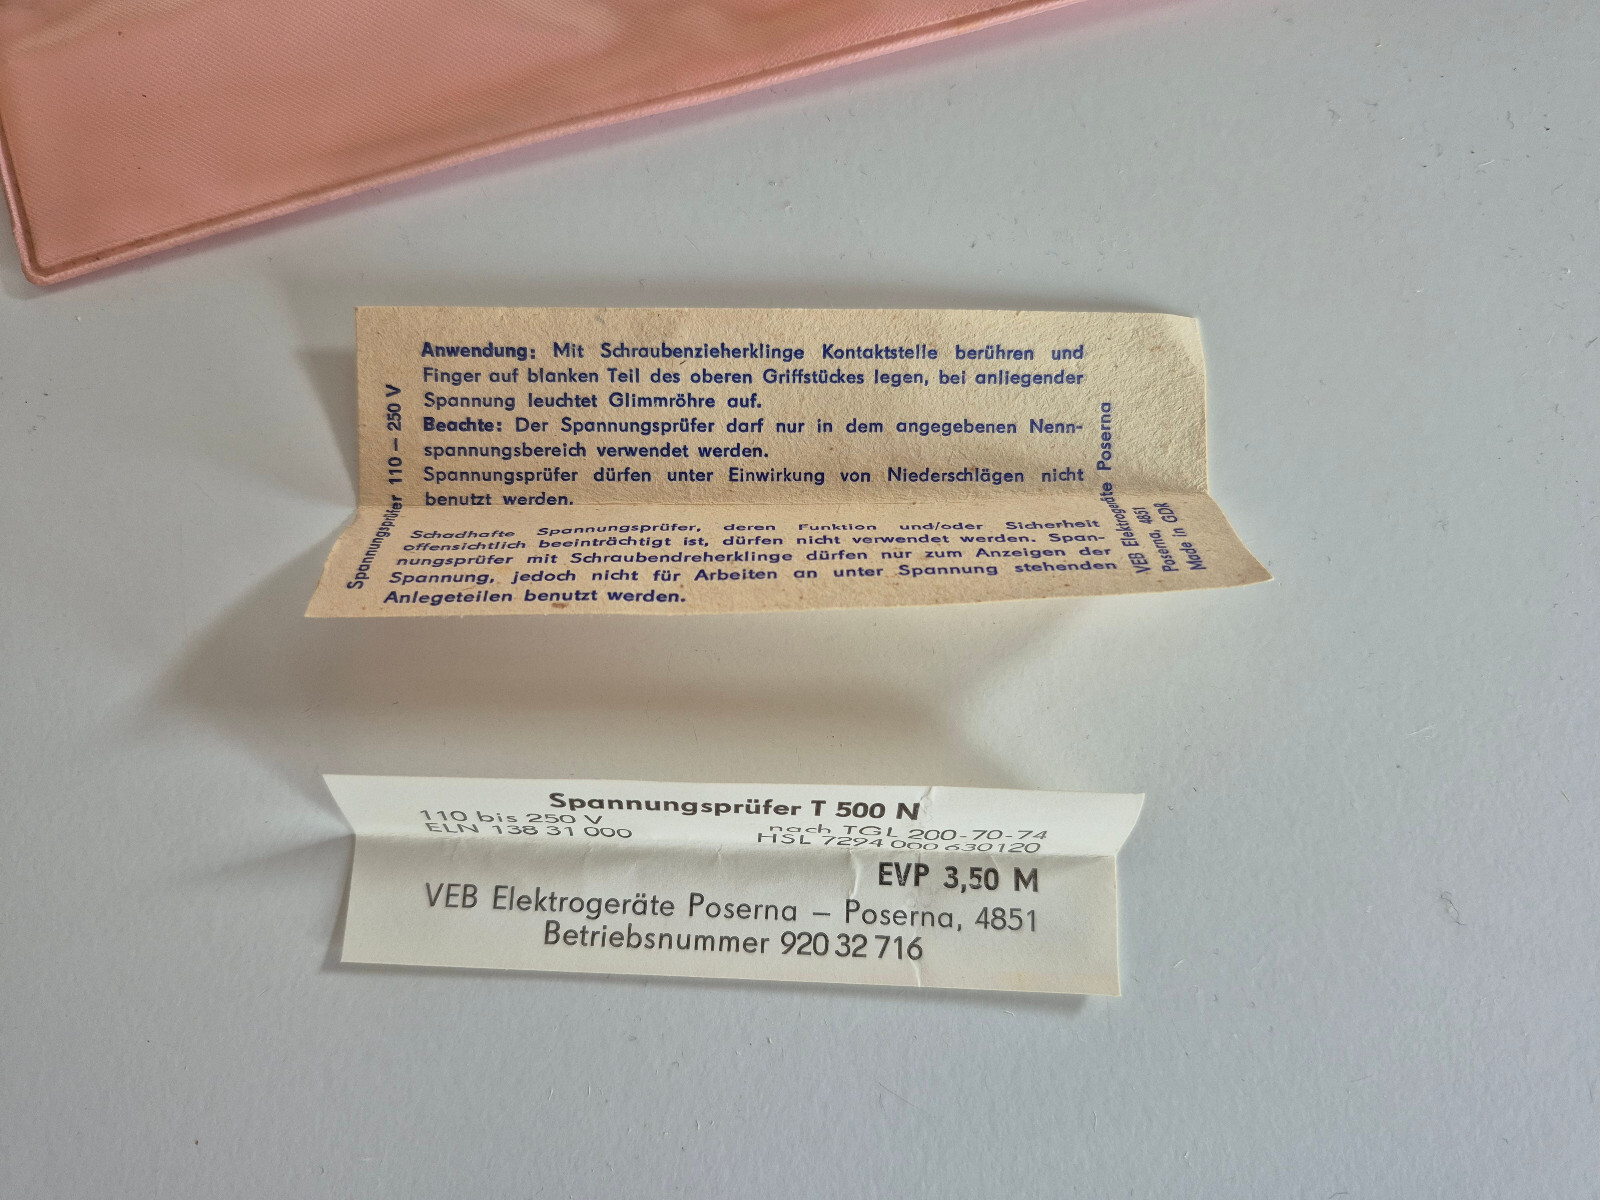 Spannungsprüfer 110 – 250 V
Anwendung: Mit Schraubenzieherklinge Kontaktstelle berühren und
Finger auf blanken Teil des oberen Griffstückes legen, bei anliegender
Spannung leuchtet Glimmröhre auf.
Beachte: Der Spannungsprüfer darf nur in dem angegebenen Nenn-
spannungsbereich verwendet werden.
Spannungsprüfer dürfen unter Einwirkung von Niederschlägen nicht
benutzt werden.
Schadhafte Spannungsprüfer, deren Funktion und/oder Sicherheit
offensichtlich beeinträchtigt ist, dürfen nicht verwendet werden. Span-
nungsprüfer mit Schraubendreherklinge dürfen nur zum Anzeigen der
Spannung, jedoch nicht für Arbeiten an unter Spannung stehenden
Anlegeteilen benutzt werden.
VEB Elektrogeräte Poserna
Poserna, 4851
Made in GDR
Spannungsprüfer T 500 N
110 bis 250 V nach TGL 200-70-74
ELN 138 31 000 HSL 7294 000 630120
EVP 3,50 M
VEB Elektrogeräte Poserna – Poserna, 4851
Betriebsnummer 920 32 716